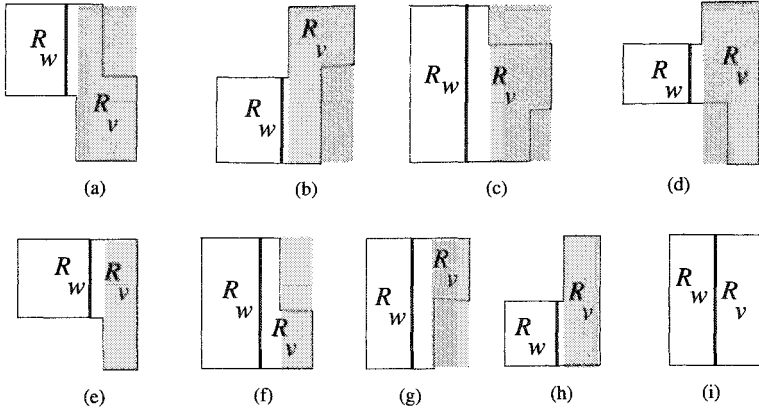 R_w R_v
R_w R_v
R_w R_v
R_w R_v
(a) (b) (c) (d)
R_w R_v
R_w R_v
R_w R_v
R_w R_v
R_w R_v
(e) (f) (g) (h) (i)